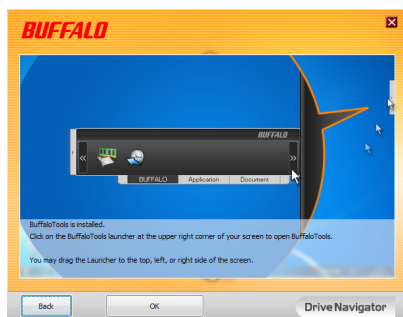 BUFFALO
BUFFALO
BUFFALO Application Document
BuffaloTools is installed.
Click on the BuffaloTools launcher at the upper right corner of your screen to open BuffaloTools.
You may drag the Launcher to the top, left, or right side of the screen.
Back OK Drive Navigator